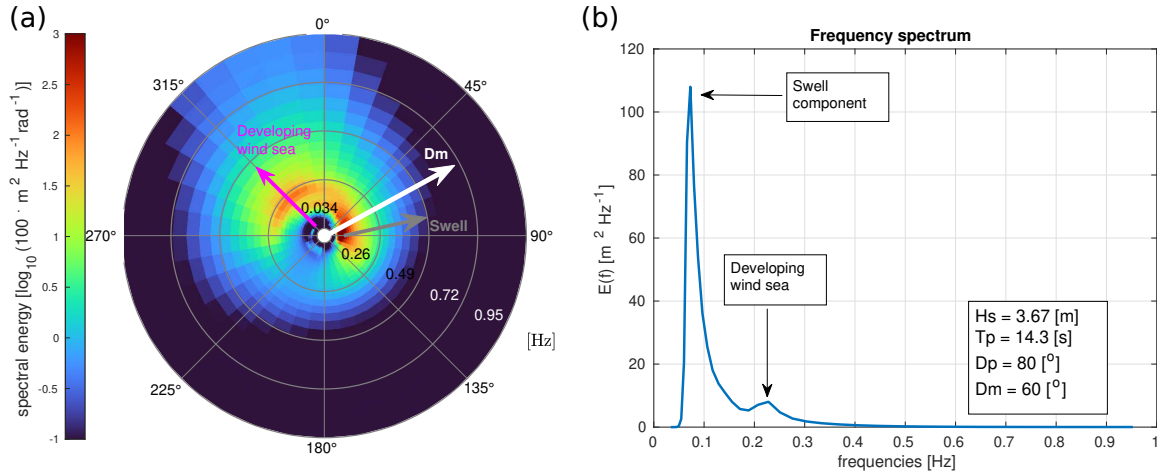 (a)
3
2.5
2
1.5
1
0.5
0
-0.5
-1
spectral energy [log10 (100 · m2 Hz-1 rad-1)]
0°
45°
90°
135°
180°
225°
270°
315°
Developing
wind sea
Dm
Swell
0.034
0.26
0.49
0.72
0.95
[Hz]
(b)
Frequency spectrum
120
100
80
60
40
20
0
E(f) [m2 Hz-1]
Swell
component
Developing
wind sea
Hs = 3.67 [m]
Tp = 14.3 [s]
Dp = 80 [o]
Dm = 60 [o]
0 0.1 0.2 0.3 0.4 0.5 0.6 0.7 0.8 0.9 1
frequencies [Hz]